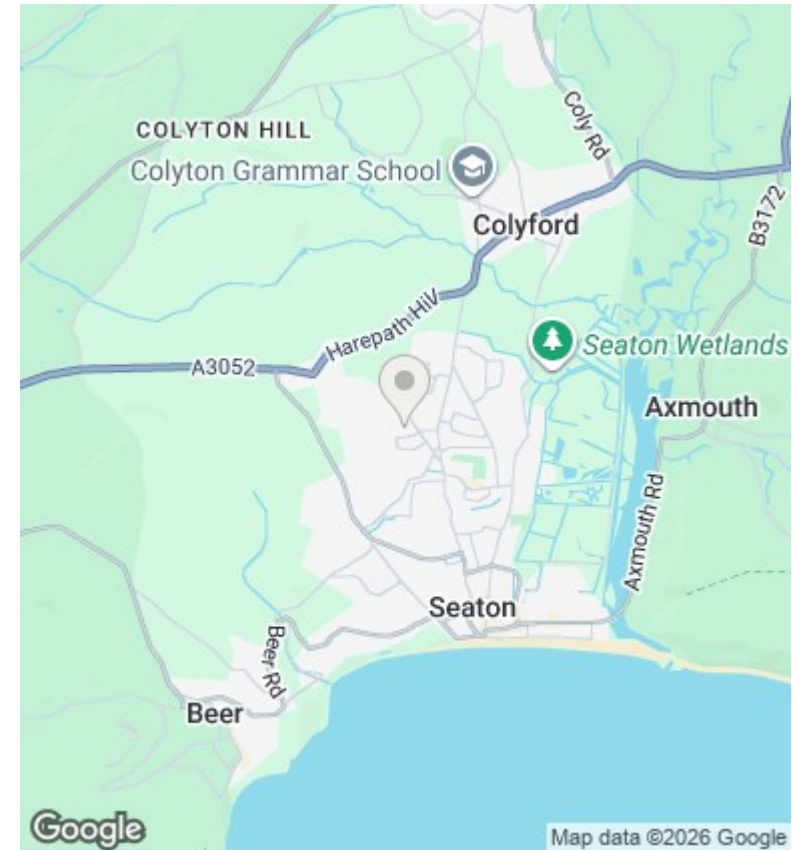 Coly Rd
COLYTON HILL
Colyton Grammar School
Colyford
B3172
Harepath Hill
Seaton Wetlands
A3052
Axmouth
Axmouth Rd
Seaton
Beer Rd
Beer
Google
Map data ©2026 Google